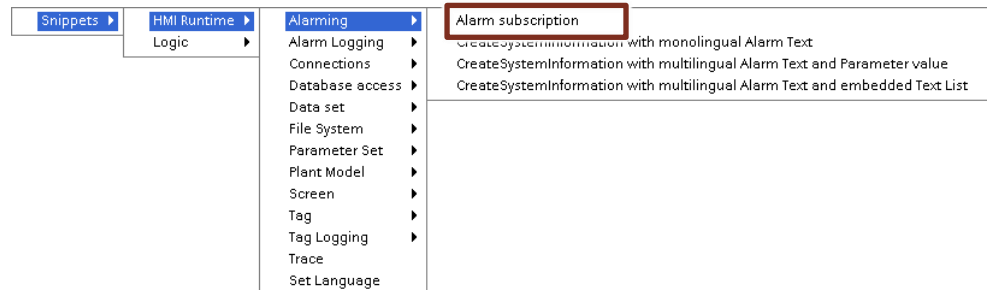 Snippets
HMI Runtime
Logic
Alarming
Alarm Logging
Connections
Database access
Data set
File System
Parameter Set
Plant Model
Screen
Tag
Tag Logging
Trace
Set Language
Alarm subscription
CreateSystemInformation with monolingual Alarm Text
CreateSystemInformation with multilingual Alarm Text and Parameter value
CreateSystemInformation with multilingual Alarm Text and embedded Text List